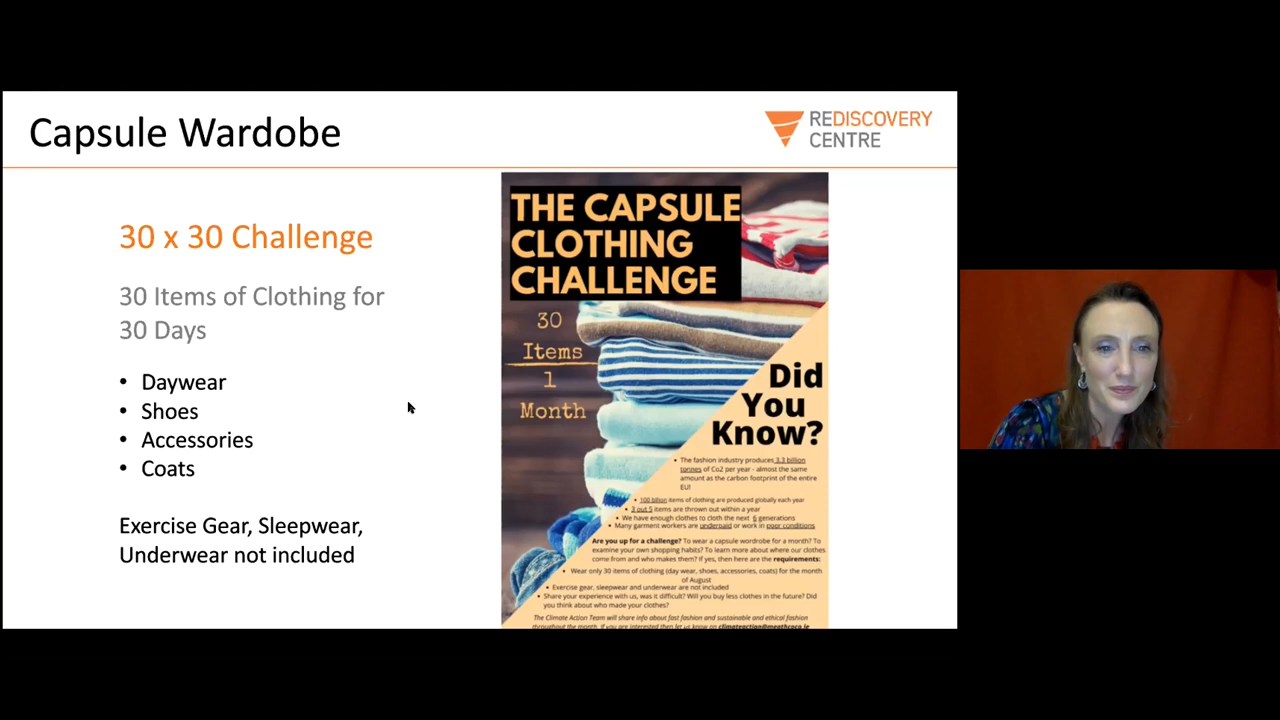 Capsule Wardobe
REDISCOVERY
CENTRE
30 x 30 Challenge
30 Items of Clothing for
30 Days
• Daywear
• Shoes
• Accessories
• Coats
Exercise Gear, Sleepwear,
Underwear not included
THE CAPSULE
CLOTHING
CHALLENGE
30
Items
1
Month
Did
You
Know?
• The fashion industry produces 3.3 billion
tonnes of Co2 per year - almost the same
amount as the carbon footprint of the entire
EU!
• 100 billion items of clothing are produced globally each year
• 3 out 5 items are thrown out within a year
• We have enough clothes to cloth the next 6 generations
• Many garment workers are underpaid or work in poor conditions.
Are you up for a challenge? To wear a capsule wardrobe for a month? To
examine your own shopping habits? To learn more about where our clothes
come from and who makes them? If yes, then here are the requirements:
• Wear only 30 items of clothing (day wear, shoes, accessories, coats) for the month
of August
• Exercise gear, sleepwear and underwear are not included
• Share your experience with us, was it difficult? Will you buy less clothes in the future? Did
you think about who made your clothes?
The Climate Action Team will share info about fast fashion and sustainable and ethical fashion
throughout the month. If you are interested then let us know on climateaction@meathcoco.ie